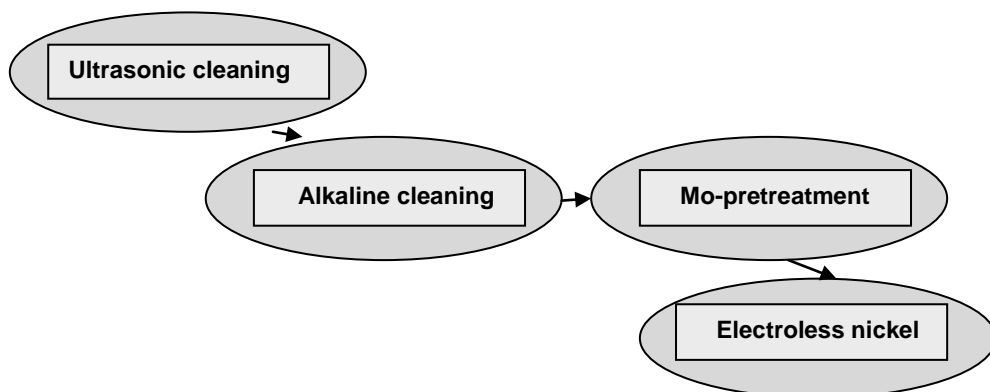 Ultrasonic cleaning
Alkaline cleaning
Mo-pretreatment
Electroless nickel